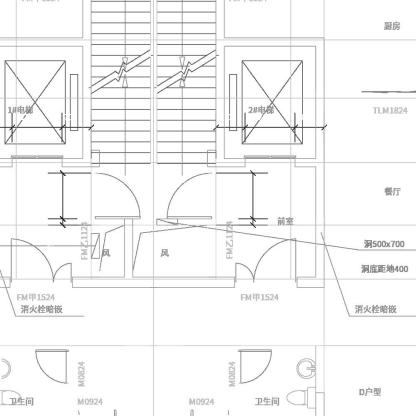 厨房
1#电梯
2#电梯
TLM1824
餐厅
前室
FM乙1124
FM乙1124
风
风
洞500x700
洞底距地400
FM甲1524
FM甲1524
消火栓暗嵌
消火栓暗嵌
M0824
M0824
卫生间
M0924
M0924
卫生间
D户型